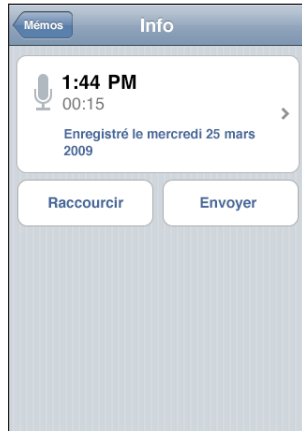 Mémos
Info
1:44 PM
00:15
Enregistré le mercredi 25 mars
2009
Raccourcir
Envoyer